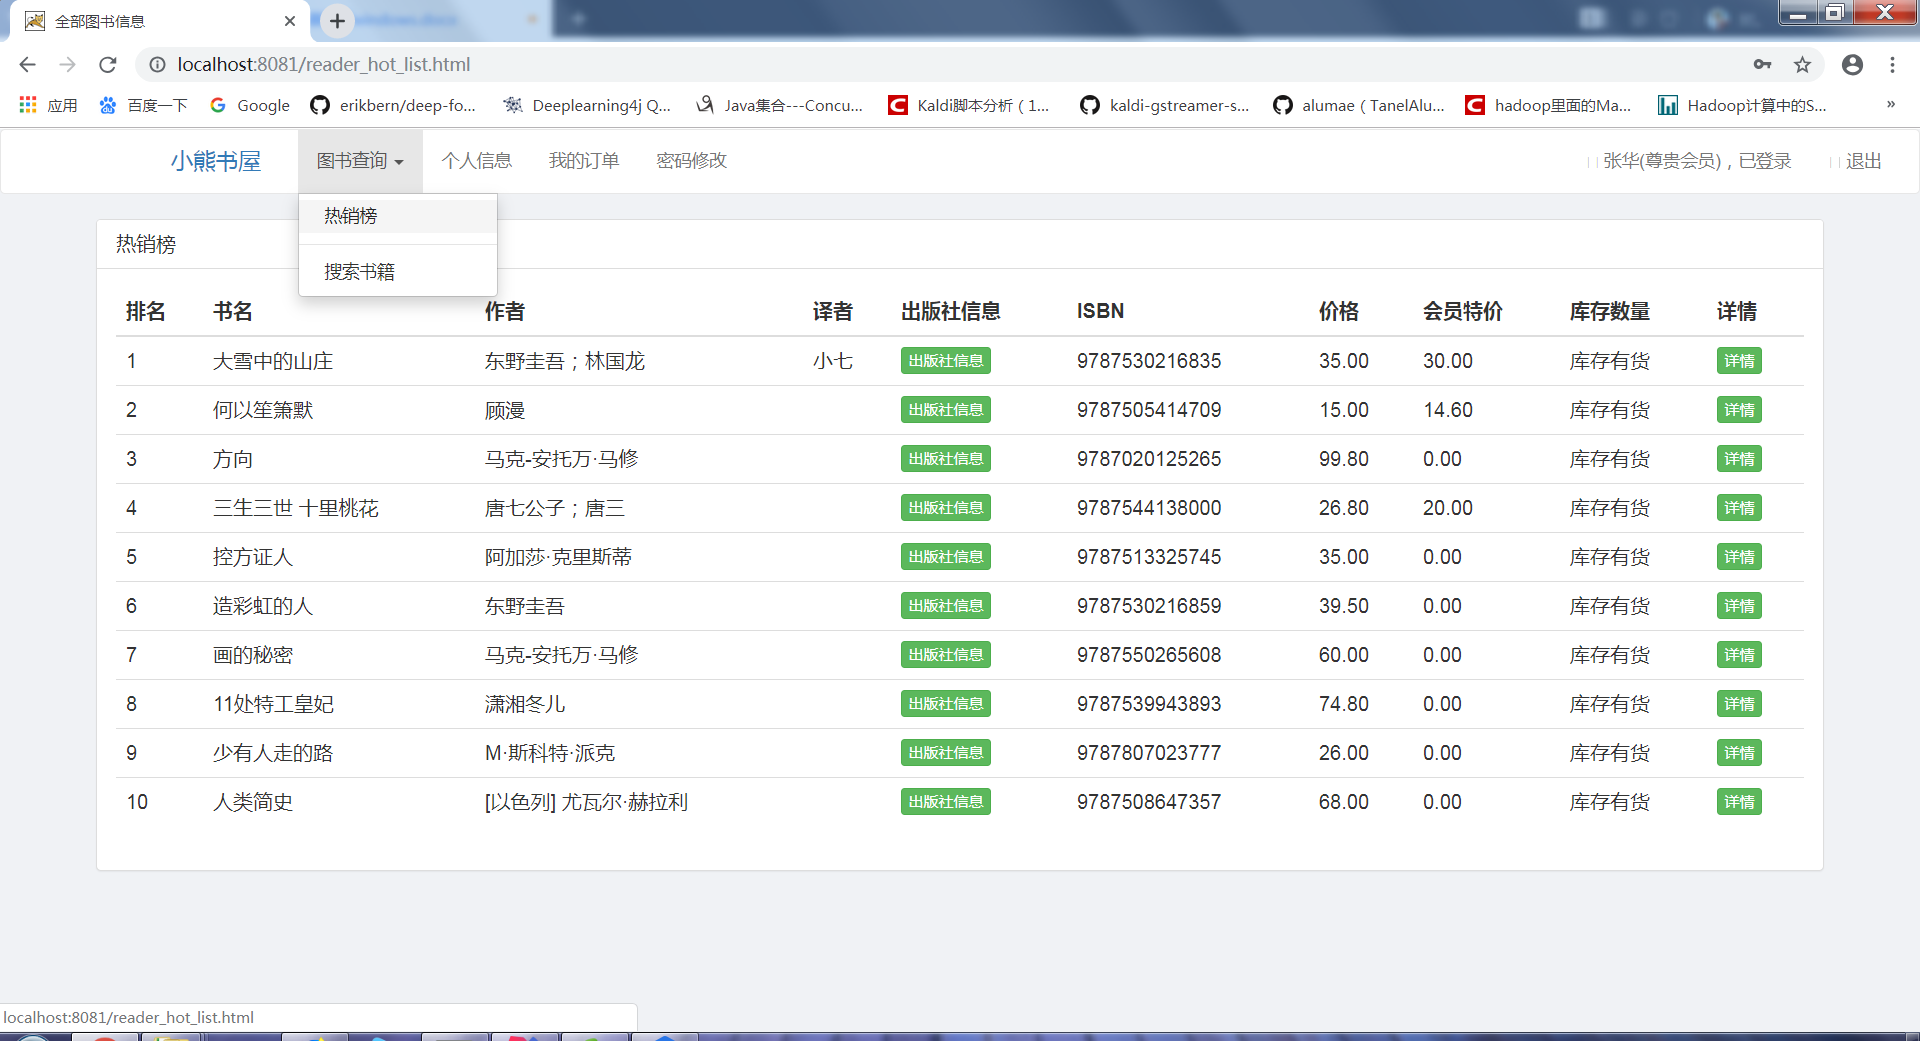 全部图书信息
localhost:8081/reader_hot_list.html
应用 百度一下 Google erikbern/deep-fo... Deeplearning4j Q... Java集合---Concu... Kaldi脚本分析（1... kaldi-gstreamer-s... alumae（TanelAlu... hadoop里面的Ma... Hadoop计算中的S... »
小熊书屋 图书查询 个人信息 我的订单 密码修改 张华(尊贵会员)，已登录 退出
热销榜
搜索书籍
热销榜
排名 书名 作者 译者 出版社信息 ISBN 价格 会员特价 库存数量 详情
1 大雪中的山庄 东野圭吾；林国龙 小七 出版社信息 9787530216835 35.00 30.00 库存有货 详情
2 何以笙箫默 顾漫 出版社信息 9787505414709 15.00 14.60 库存有货 详情
3 方向 马克-安托万·马修 出版社信息 9787020125265 99.80 0.00 库存有货 详情
4 三生三世 十里桃花 唐七公子；唐三 出版社信息 9787544138000 26.80 20.00 库存有货 详情
5 控方证人 阿加莎·克里斯蒂 出版社信息 9787513325745 35.00 0.00 库存有货 详情
6 造彩虹的人 东野圭吾 出版社信息 9787530216859 39.50 0.00 库存有货 详情
7 画的秘密 马克-安托万·马修 出版社信息 9787550265608 60.00 0.00 库存有货 详情
8 11处特工皇妃 潇湘冬儿 出版社信息 9787539943893 74.80 0.00 库存有货 详情
9 少有人走的路 M·斯科特·派克 出版社信息 9787807023777 26.00 0.00 库存有货 详情
10 人类简史 [以色列] 尤瓦尔·赫拉利 出版社信息 9787508647357 68.00 0.00 库存有货 详情
localhost:8081/reader_hot_list.html